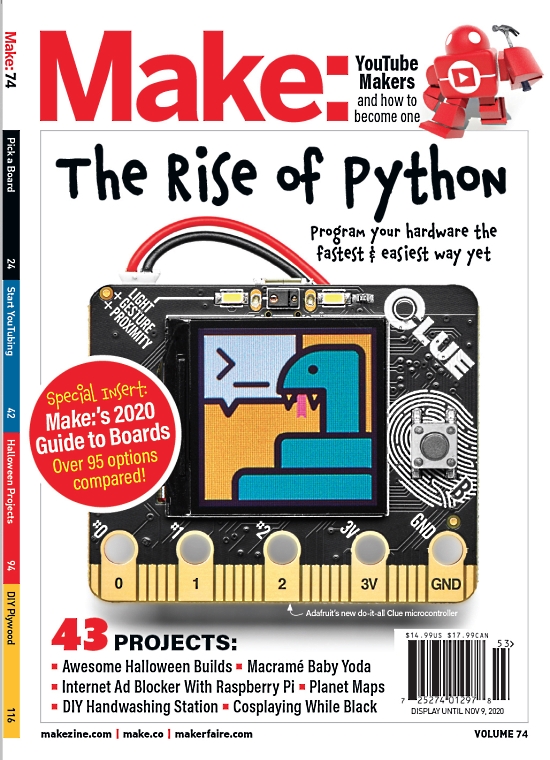 Make: 74
Pick a Board 24
Start YouTubing 42
Halloween Projects 94
DIY Plywood 116
Make:
YouTube
Makers
and how to
become one
The Rise of Python
Program your hardware the
fastest & easiest way yet
LIGHT
+GESTURE
+PROXIMITY
CLUE
>_
Special Insert:
Make:'s 2020
Guide to Boards
Over 95 options
compared!
B
#0 #1 #2 3V GND
0 1 2 3V GND
Adafruit's new do-it-all Clue microcontroller
43 PROJECTS:
▪ Awesome Halloween Builds ▪ Macramé Baby Yoda
▪ Internet Ad Blocker With Raspberry Pi ▪ Planet Maps
▪ DIY Handwashing Station ▪ Cosplaying While Black
$14.99US $17.99CAN
53>
7 25274 01297 8
DISPLAY UNTIL NOV 9, 2020
makezine.com | make.co | makerfaire.com
VOLUME 74